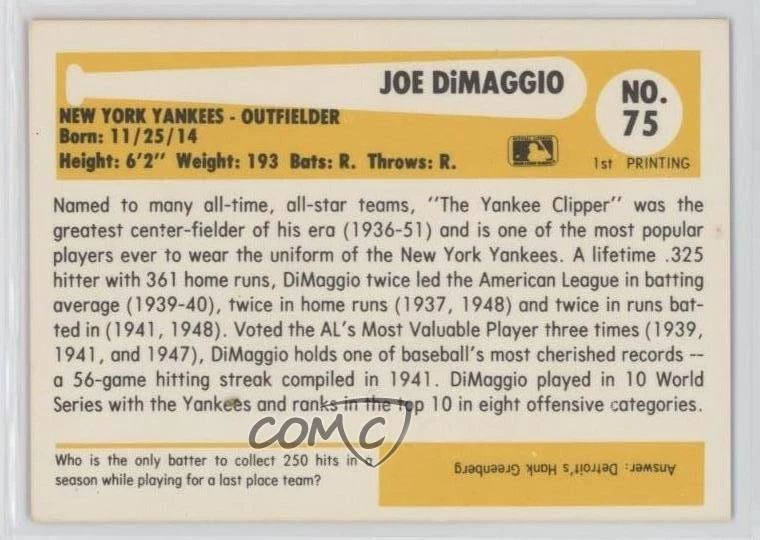 JOE DiMAGGIO
NO.
75
NEW YORK YANKEES - OUTFIELDER
Born: 11/25/14
Height: 6'2" Weight: 193 Bats: R. Throws: R.
1st PRINTING
Named to many all-time, all-star teams, "The Yankee Clipper" was the
greatest center-fielder of his era (1936-51) and is one of the most popular
players ever to wear the uniform of the New York Yankees. A lifetime .325
hitter with 361 home runs, DiMaggio twice led the American League in batting
average (1939-40), twice in home runs (1937, 1948) and twice in runs bat-
ted in (1941, 1948). Voted the AL's Most Valuable Player three times (1939,
1941, and 1947), DiMaggio holds one of baseball's most cherished records --
a 56-game hitting streak compiled in 1941. DiMaggio played in 10 World
Series with the Yankees and ranks in the top 10 in eight offensive categories.
COMC
Who is the only batter to collect 250 hits in a
season while playing for a last place team?
Answer: Detroit's Hank Greenberg